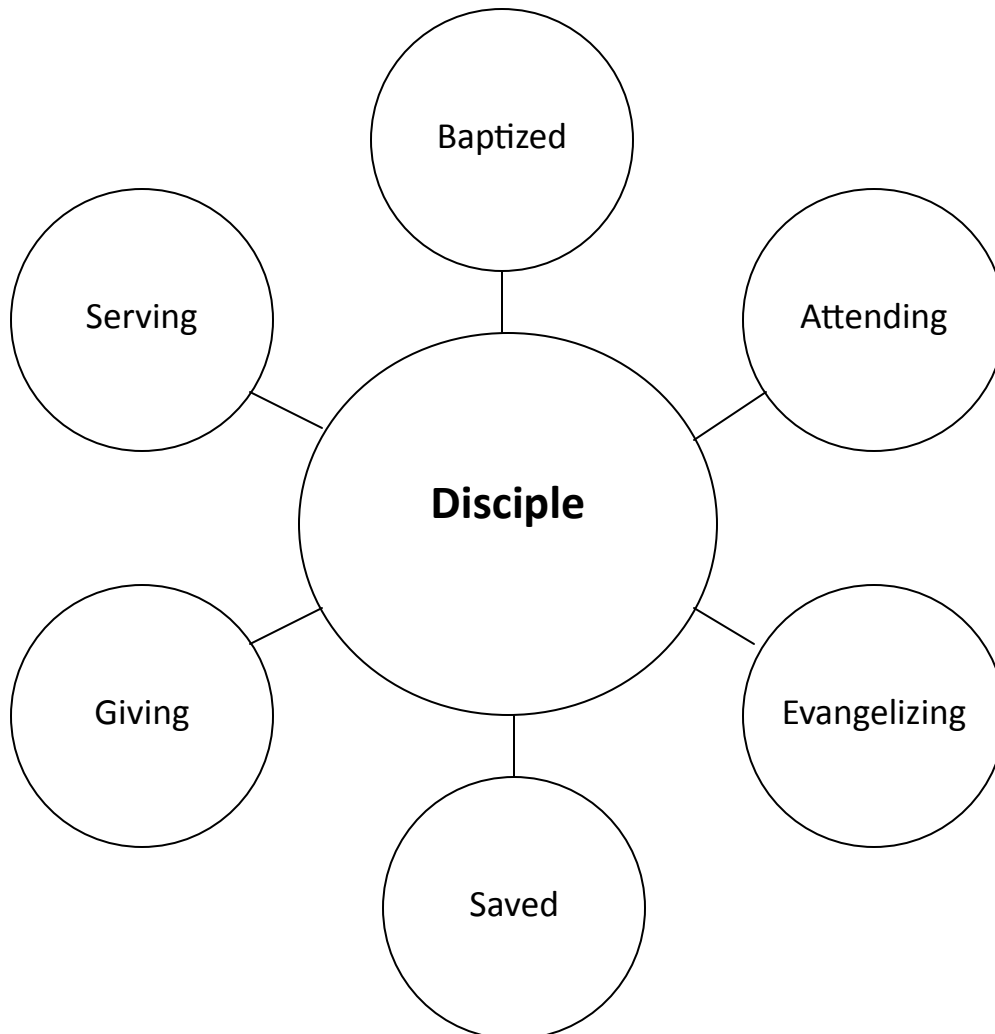 Baptized
Serving
Attending
Disciple
Giving
Evangelizing
Saved